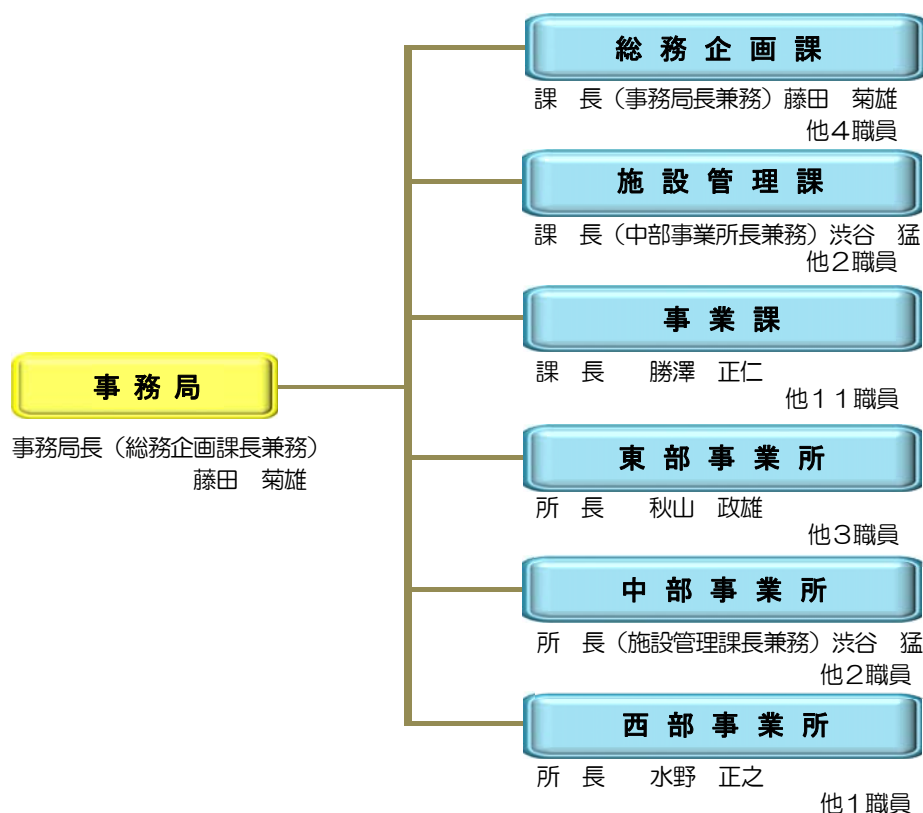 総務企画課
課　長（事務局長兼務）藤田　菊雄
他４職員
施設管理課
課　長（中部事業所長兼務）渋谷　猛
他２職員
事業課
課　長　　勝澤　正仁
他１１職員
事務局
事務局長（総務企画課長兼務）
藤田　菊雄
東部事業所
所　長　　秋山　政雄
他３職員
中部事業所
所　長（施設管理課長兼務）渋谷　猛
他２職員
西部事業所
所　長　　水野　正之
他１職員